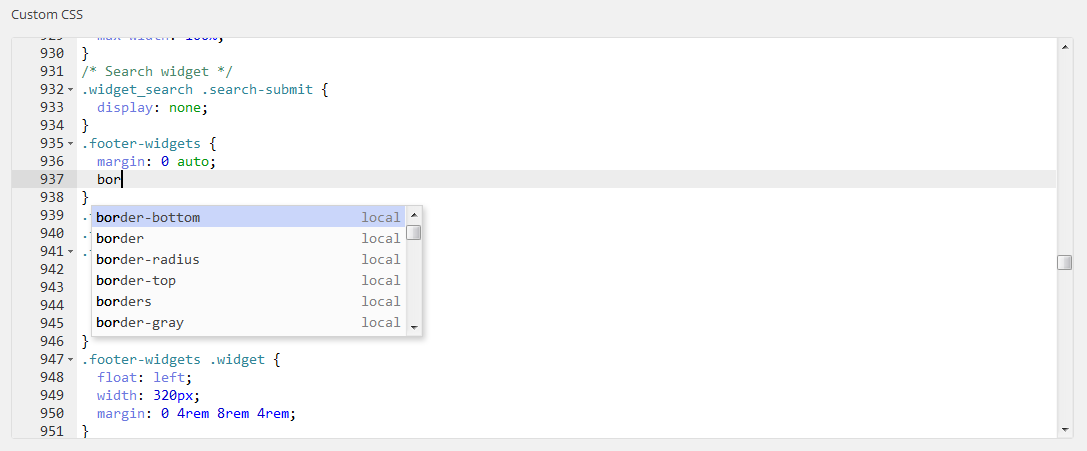 Custom CSS
929 max-width: 100%;
930 }
931 /* Search widget */
932 .widget_search .search-submit {
933 display: none;
934 }
935 .footer-widgets {
936 margin: 0 auto;
937 bor
938 }
939 .
border-bottom local
940 .
border local
941 .
border-radius local
942
border-top local
943
944
borders local
945
border-gray local
946 }
947 .footer-widgets .widget {
948 float: left;
949 width: 320px;
950 margin: 0 4rem 8rem 4rem;
951 }